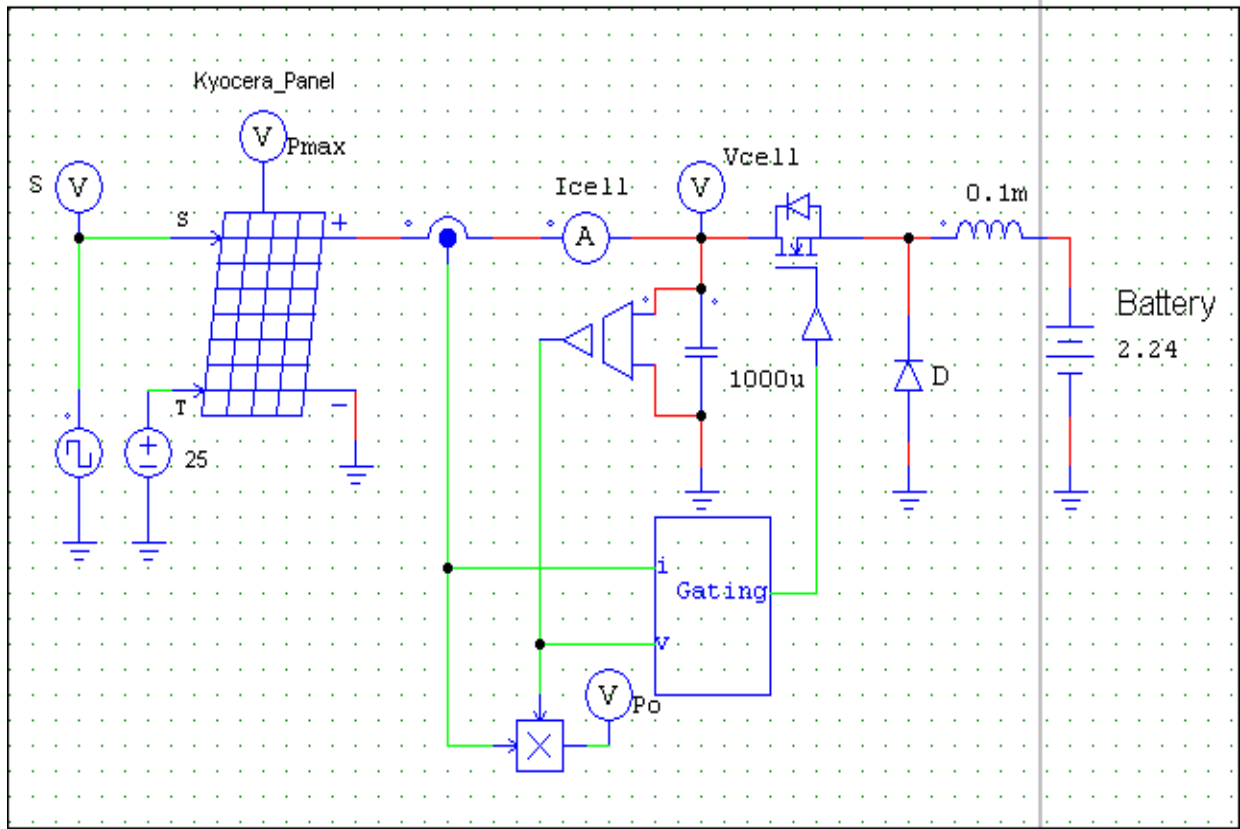 Kyocera_Panel
V
Pmax
S
V
S
+
Icell
A
Vcell
V
0.1m
Battery
2.24
1000u
D
T
−
+
−
25
i
Gating
v
V
Po
X